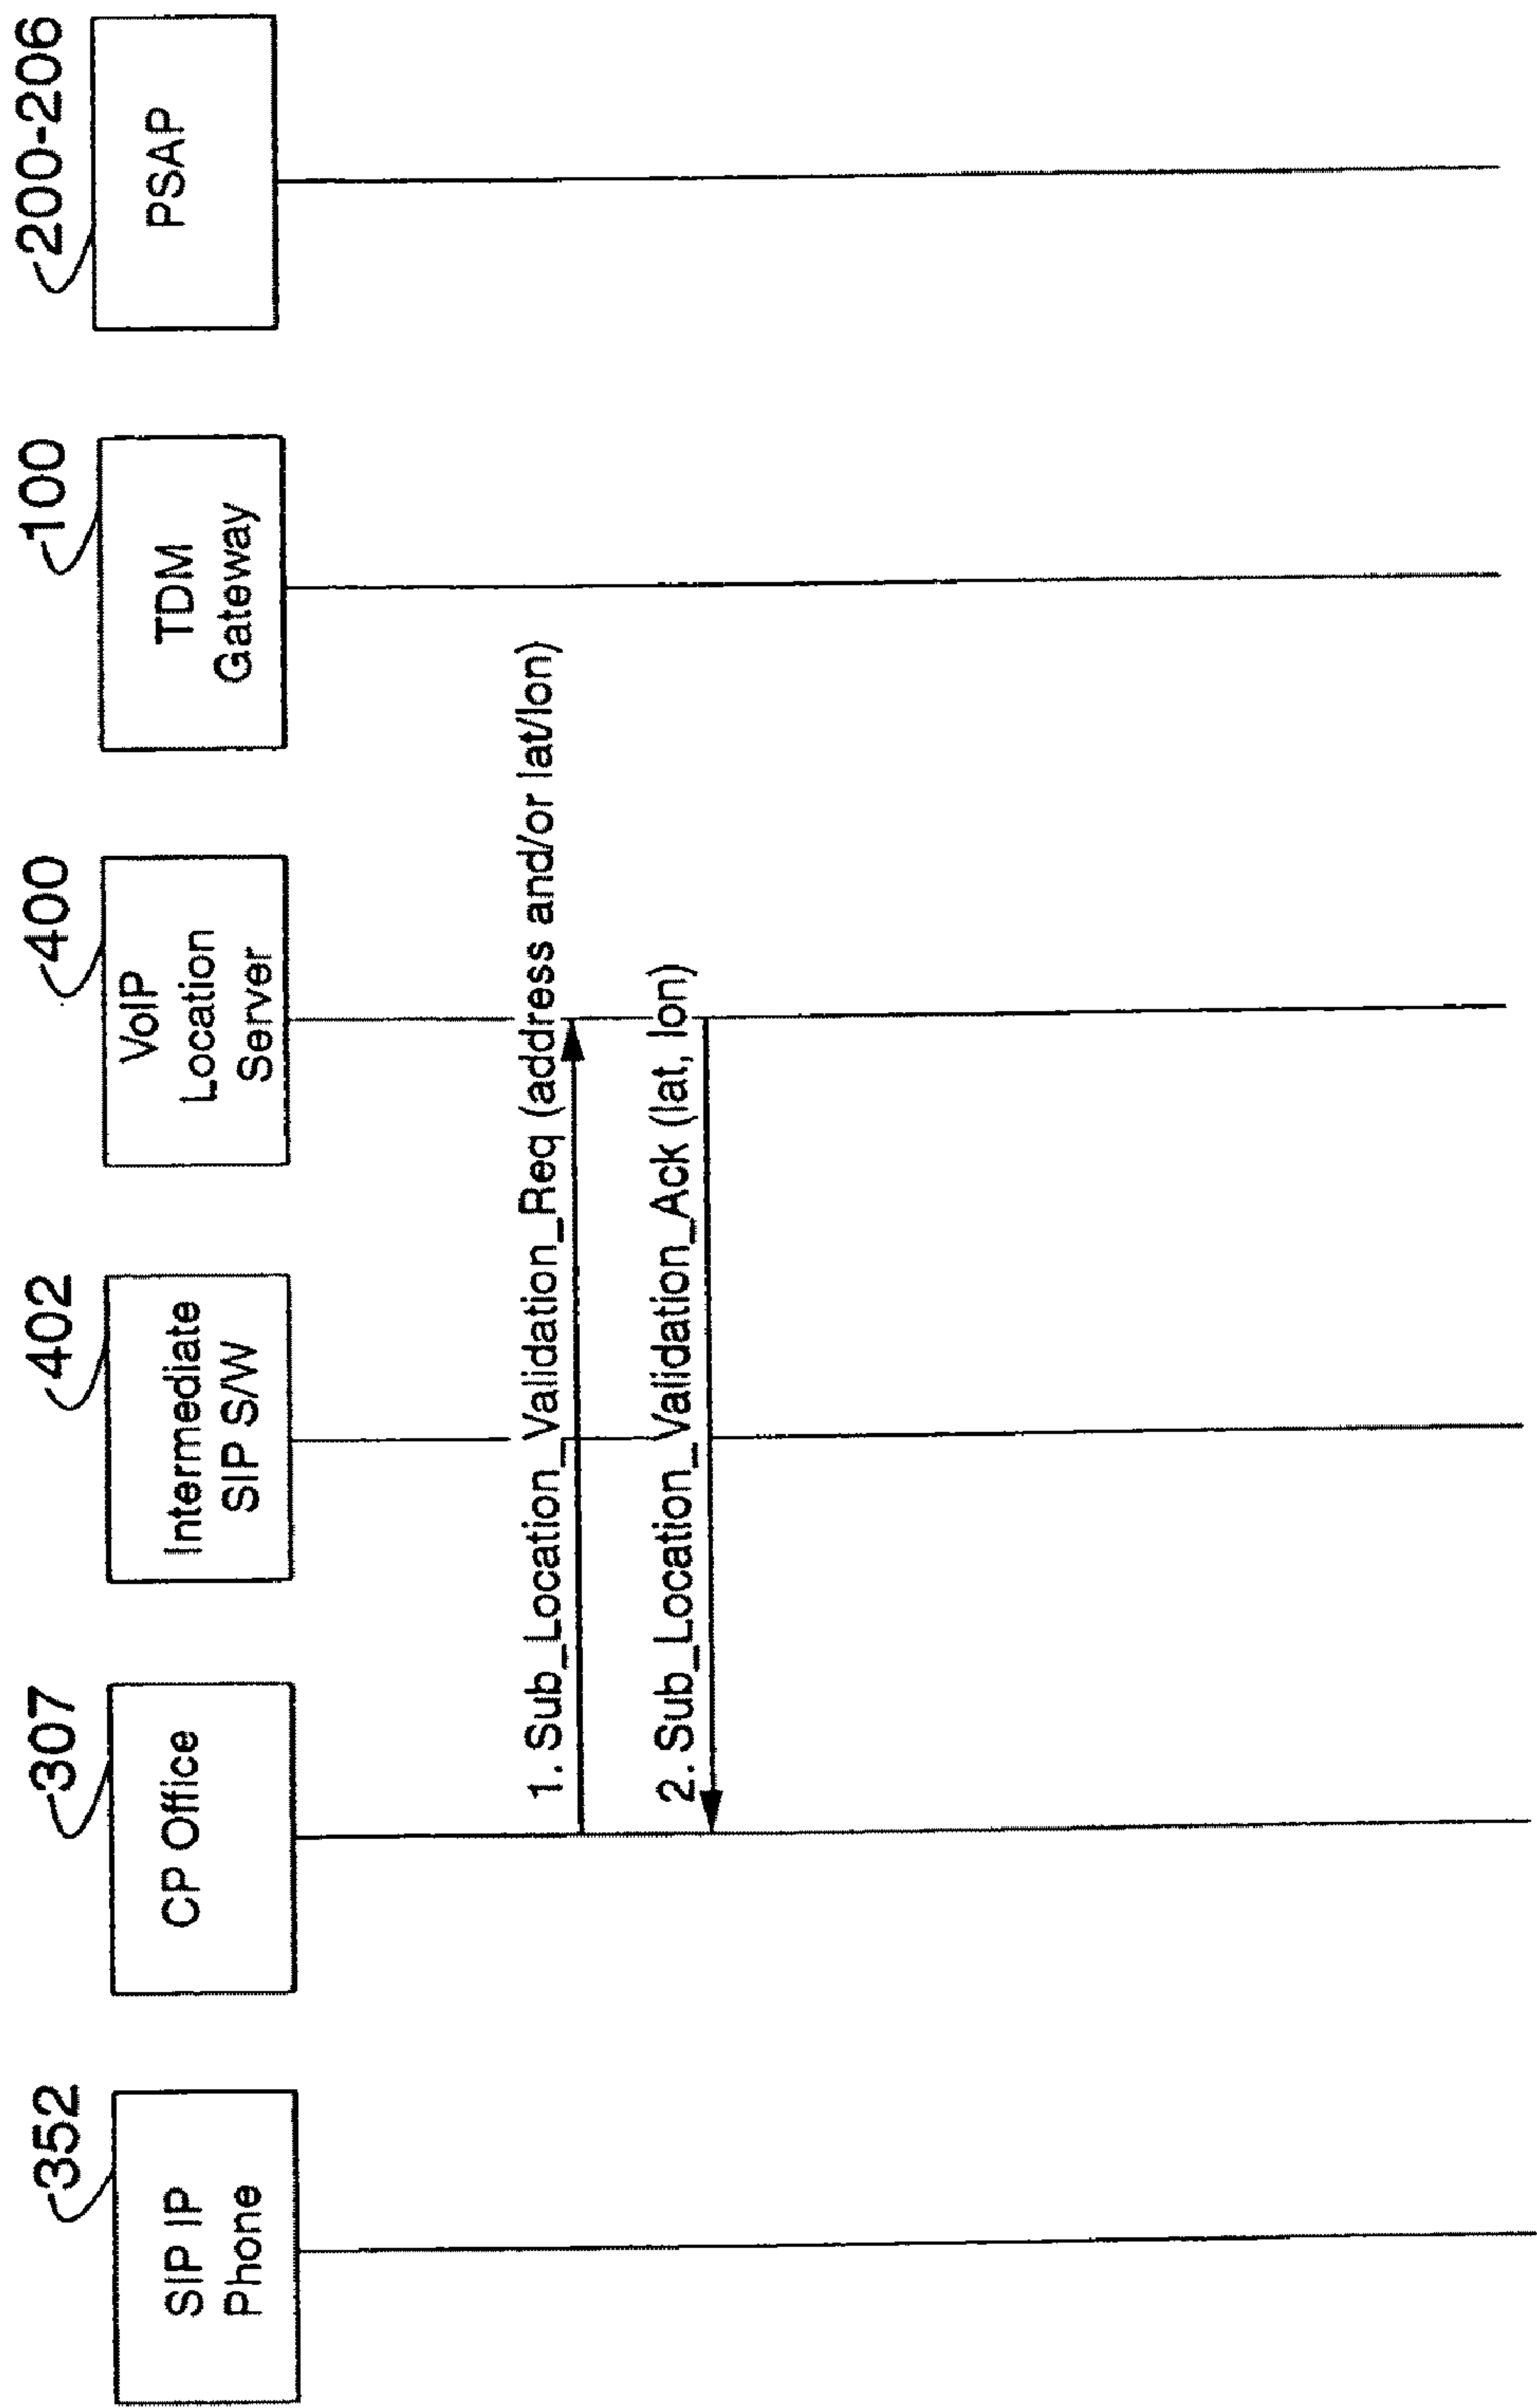 352
307
402
400
100
200-206
SIP IP
Phone
CP Office
Intermediate
SIP S/W
VoIP
Location
Server
TDM
Gateway
PSAP
1. Sub_Location_Validation_Req (address and/or lat/lon)
2. Sub_Location_Validation_Ack (lat, lon)